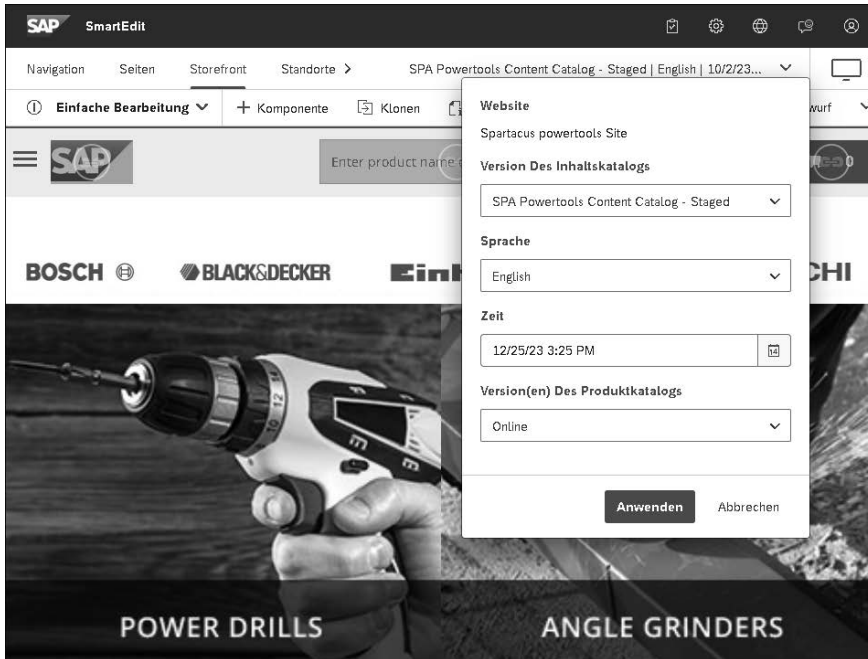 SAP SmartEdit
Navigation Seiten Storefront Standorte SPA Powertools Content Catalog - Staged | English | 10/2/23...
Einfache Bearbeitung + Komponente Klonen
SAP Enter product name
Website
Spartacus powertools Site
Version Des Inhaltskatalogs
SPA Powertools Content Catalog - Staged
Sprache
English
Zeit
12/25/23 3:25 PM
14
Version(en) Des Produktkatalogs
Online
Anwenden Abbrechen
0
BOSCH BLACK&DECKER
POWER DRILLS ANGLE GRINDERS